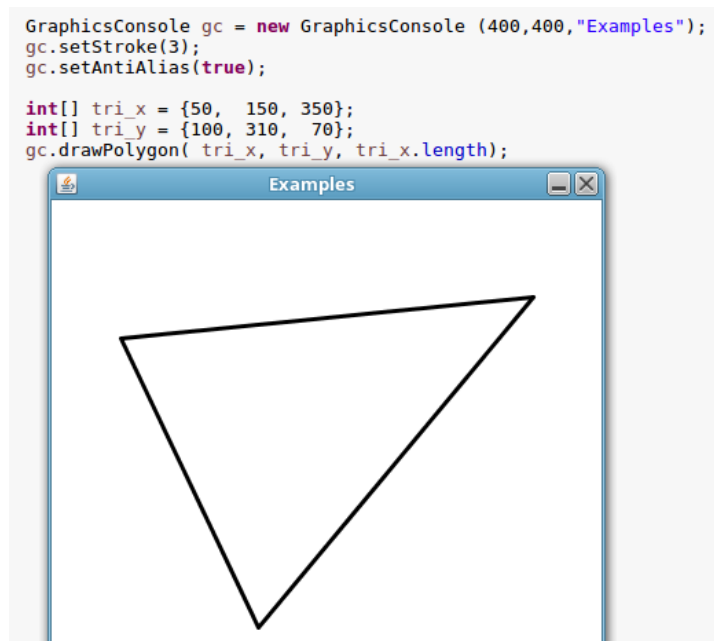 GraphicsConsole gc = new GraphicsConsole (400,400,"Examples");
gc.setStroke(3);
gc.setAntiAlias(true);
int[] tri_x = {50,  150, 350};
int[] tri_y = {100, 310,  70};
gc.drawPolygon( tri_x, tri_y, tri_x.length);
Examples